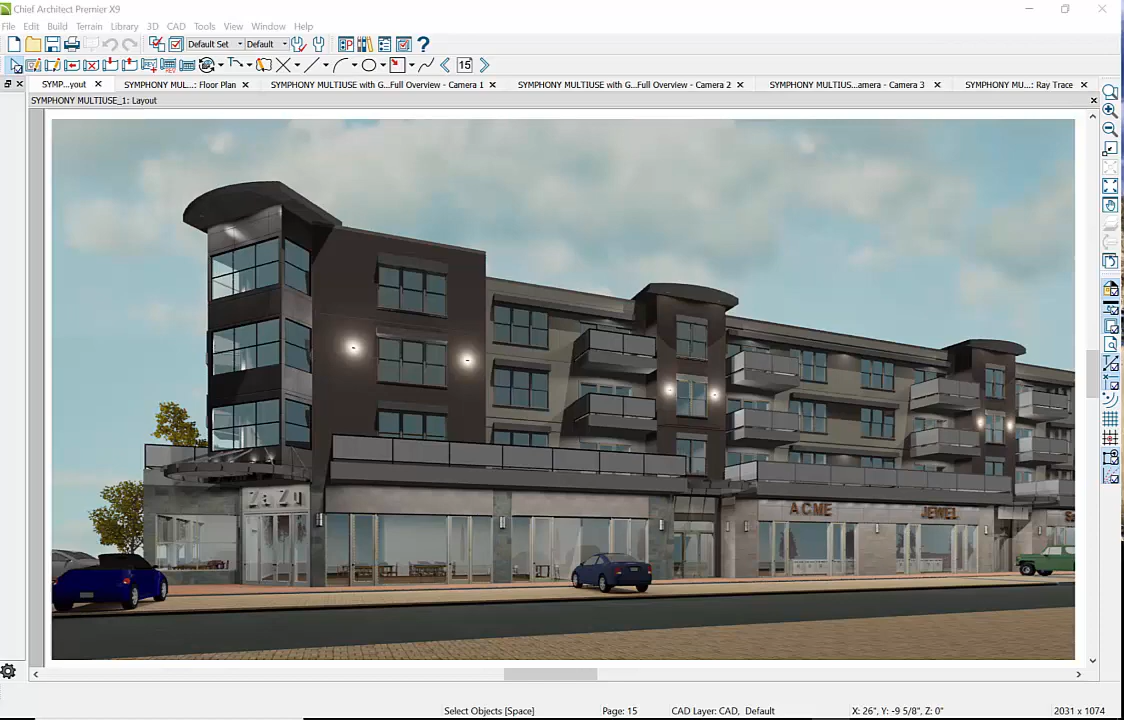 Chief Architect Premier X9
File Edit Build Terrain Library 3D CAD Tools View Window Help
Default Set Default
15
SYMP...yout SYMPHONY MUL...: Floor Plan SYMPHONY MULTIUSE with G...Full Overview - Camera 1 SYMPHONY MULTIUSE with G...Full Overview - Camera 2 SYMPHONY MULTIUS...amera - Camera 3 SYMPHONY MU...: Ray Trace
SYMPHONY MULTIUSE_1: Layout
ZaZu
ACME
JEWEL
Select Objects [Space] Page: 15 CAD Layer: CAD, Default X: 26", Y: -9 5/8", Z: 0" 2031 x 1074